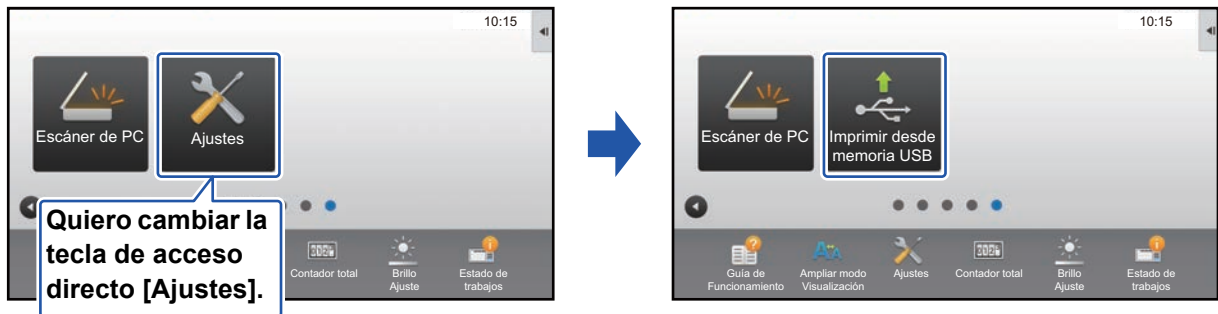 10:15
Escáner de PC
Ajustes
Quiero cambiar la
tecla de acceso
directo [Ajustes].
Contador total
Brillo
Ajuste
Estado de
trabajos
10:15
Escáner de PC
Imprimir desde
memoria USB
Guía de
Funcionamiento
Ampliar modo
Visualización
Ajustes
Contador total
Brillo
Ajuste
Estado de
trabajos